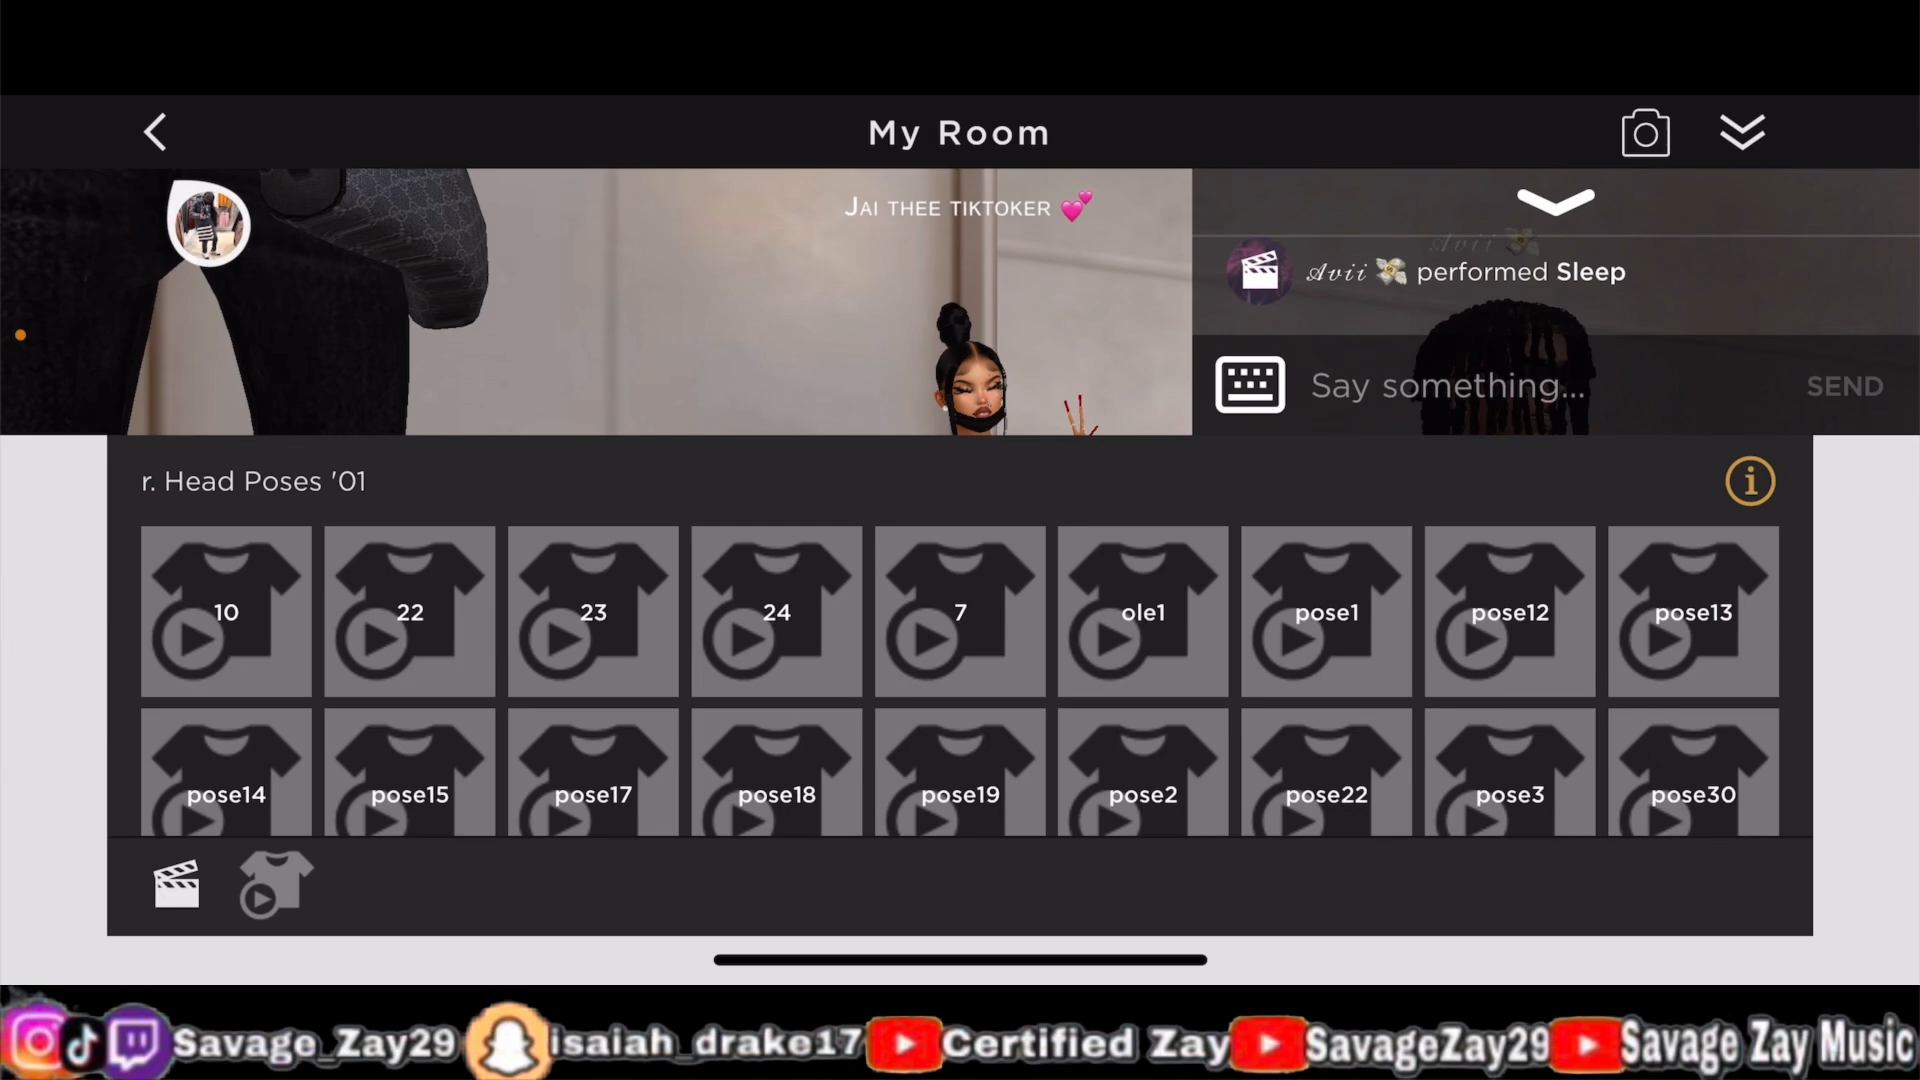 My Room
JAI THEE TIKTOKER 💕
Avii 💸
Avii 💸 performed Sleep
Say something...
SEND
r. Head Poses '01
10
22
23
24
7
ole1
pose1
pose12
pose13
pose14
pose15
pose17
pose18
pose19
pose2
pose22
pose3
pose30
Savage_Zay29 isaiah_drake17 Certified Zay SavageZay29 Savage Zay Music